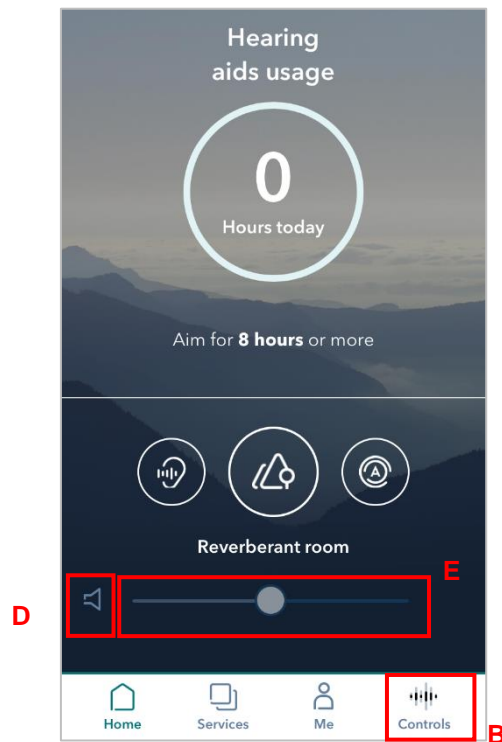 Hearing
aids usage
0
Hours today
Aim for 8 hours or more
A
Reverberant room
E
D
Home Services Me Controls
B